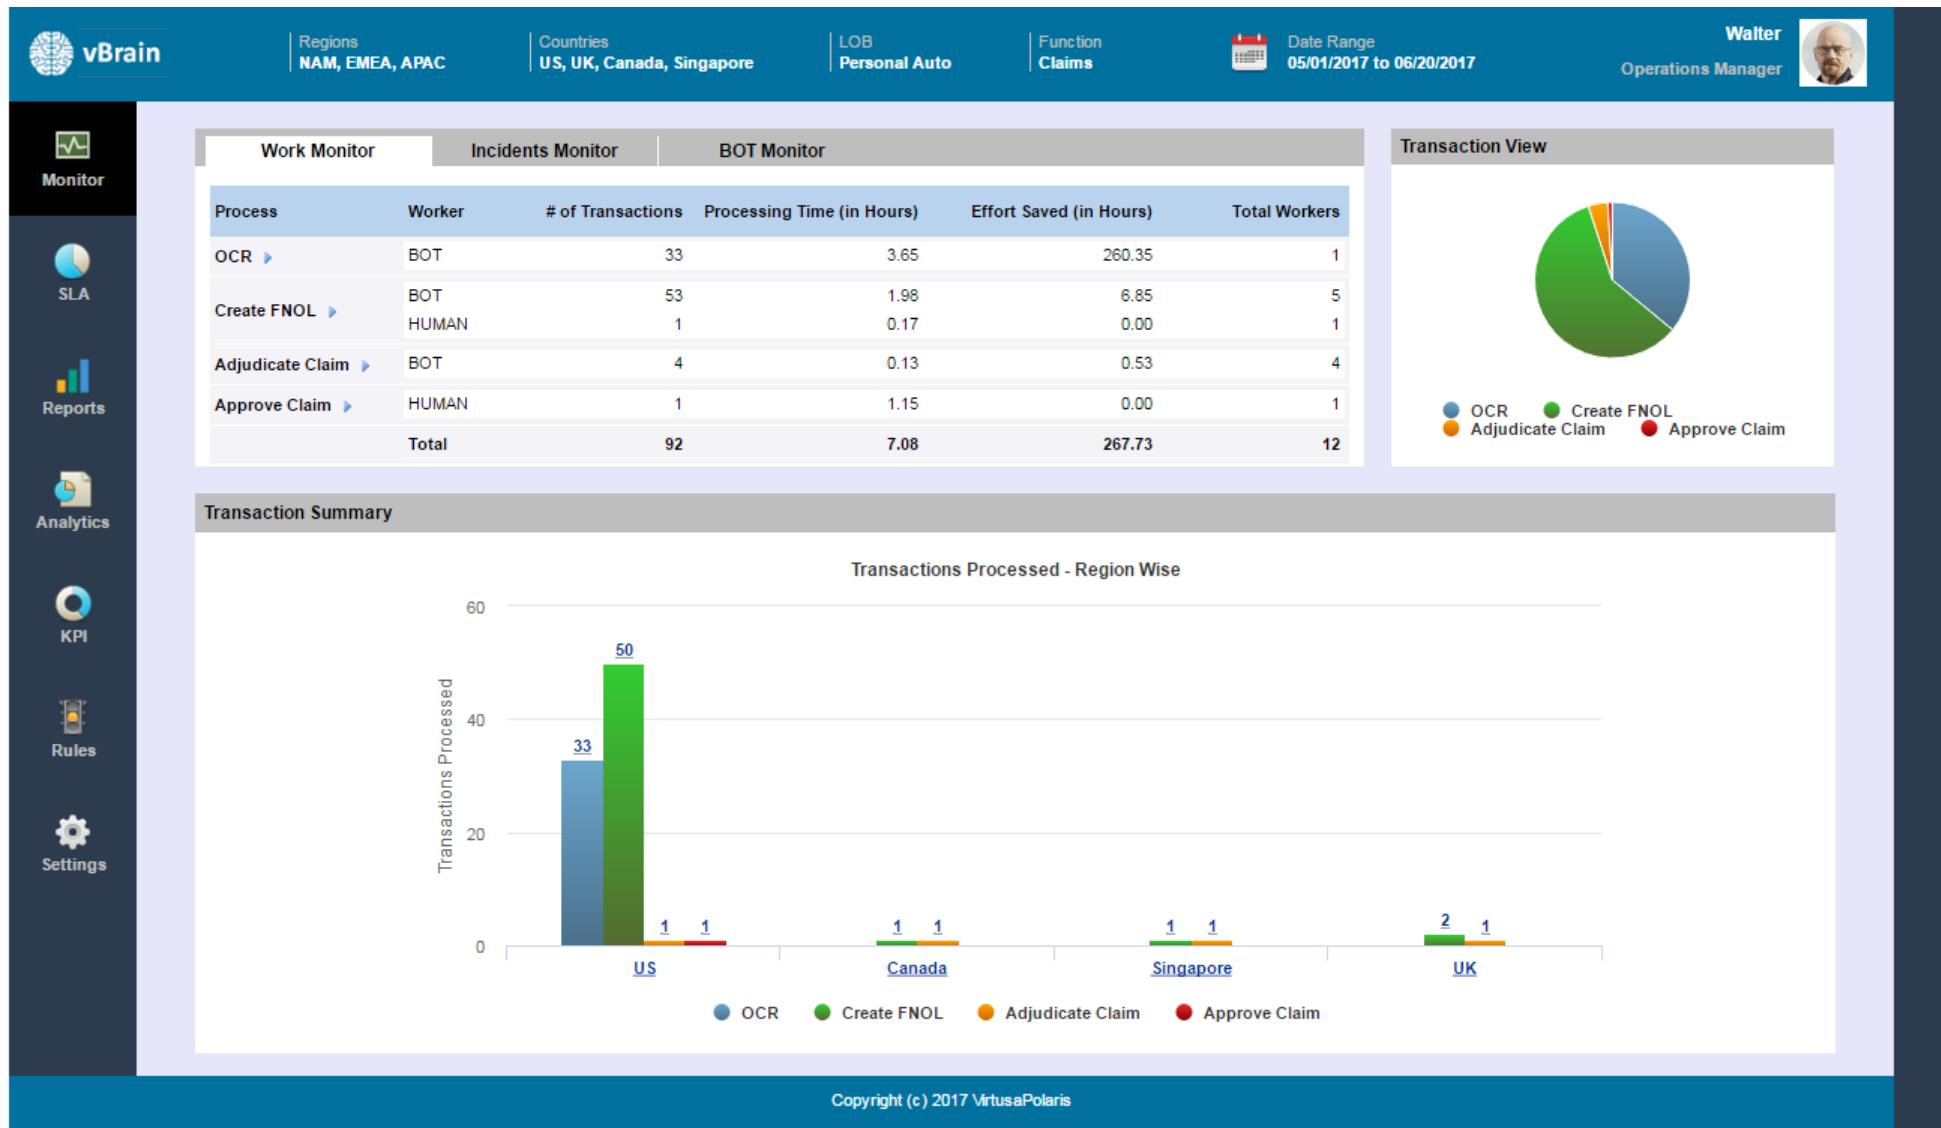 vBrain
Regions
NAM, EMEA, APAC
Countries
US, UK, Canada, Singapore
LOB
Personal Auto
Function
Claims
Date Range
05/01/2017 to 06/20/2017
Walter
Operations Manager
Monitor
SLA
Reports
Analytics
KPI
Rules
Settings
Work Monitor Incidents Monitor BOT Monitor
Process Worker # of Transactions Processing Time (in Hours) Effort Saved (in Hours) Total Workers
OCR BOT 33 3.65 260.35 1
Create FNOL BOT 53 1.98 6.85 5
HUMAN 1 0.17 0.00 1
Adjudicate Claim BOT 4 0.13 0.53 4
Approve Claim HUMAN 1 1.15 0.00 1
Total 92 7.08 267.73 12
Transaction View
OCR Create FNOL
Adjudicate Claim Approve Claim
Transaction Summary
Transactions Processed - Region Wise
Transactions Processed
60
40
20
0
33 50 1 1
1 1
1 1
2 1
US Canada Singapore UK
OCR Create FNOL Adjudicate Claim Approve Claim
Copyright (c) 2017 VirtusaPolaris